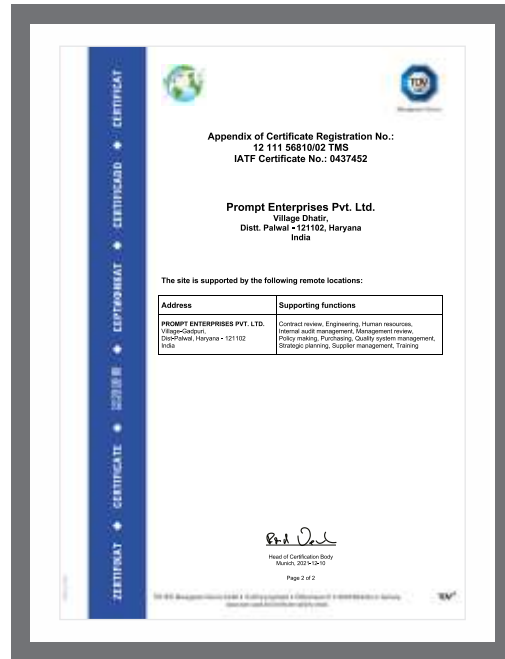 CERTIFICAT
CERTIFICADO
СЕРТИФИКАТ
CERTIFICATE
ZERTIFIKAT
TÜV
Appendix of Certificate Registration No.:
12 111 56810/02 TMS
IATF Certificate No.: 0437452
Prompt Enterprises Pvt. Ltd.
Village Dhatir,
Distt. Palwal - 121102, Haryana
India
The site is supported by the following remote locations:
Address
Supporting functions
PROMPT ENTERPRISES PVT. LTD.
Village-Gadpuri,
Dist-Palwal, Haryana - 121102
India
Contract review, Engineering, Human resources,
Internal audit management, Management review,
Policy making, Purchasing, Quality system management,
Strategic planning, Supplier management, Training
Head of Certification Body
Munich, 2021-12-10
Page 2 of 2
TÜV